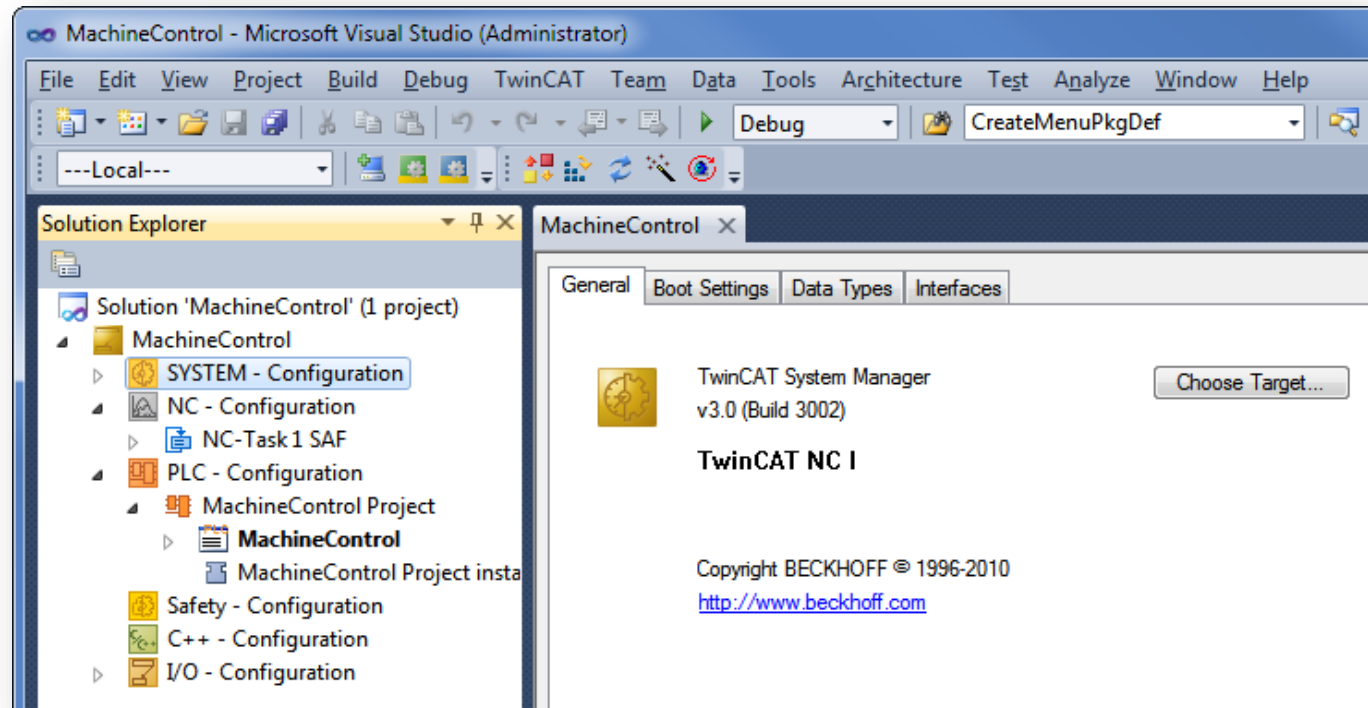 MachineControl - Microsoft Visual Studio (Administrator)
File Edit View Project Build Debug TwinCAT Team Data Tools Architecture Test Analyze Window Help
Debug CreateMenuPkgDef
---Local---
Solution Explorer
MachineControl
General Boot Settings Data Types Interfaces
Solution 'MachineControl' (1 project)
MachineControl
SYSTEM - Configuration
NC - Configuration
NC-Task 1 SAF
PLC - Configuration
MachineControl Project
MachineControl
MachineControl Project insta
Safety - Configuration
C++ - Configuration
I/O - Configuration
TwinCAT System Manager
v3.0 (Build 3002)
Choose Target...
TwinCAT NC I
Copyright BECKHOFF © 1996-2010
http://www.beckhoff.com